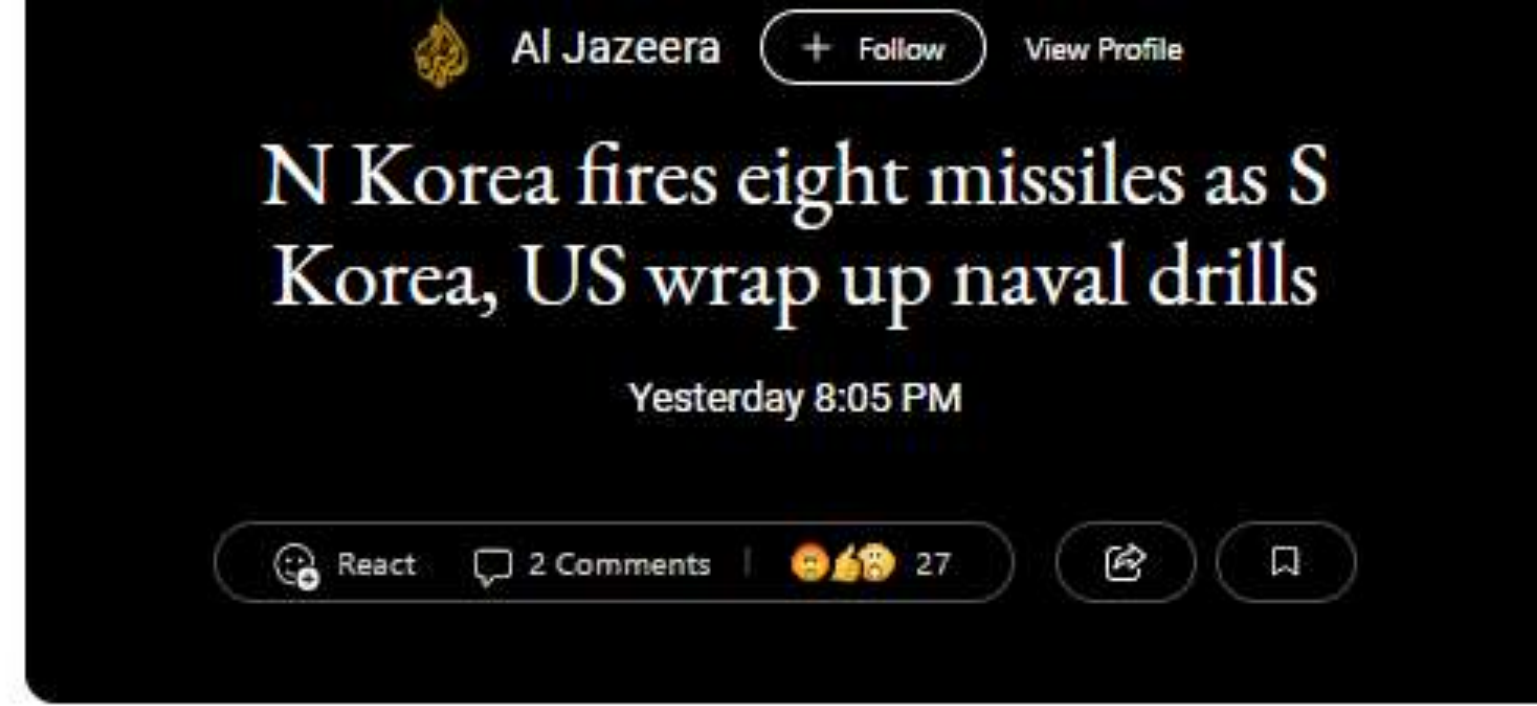 Al Jazeera + Follow View Profile
N Korea fires eight missiles as S
Korea, US wrap up naval drills
Yesterday 8:05 PM
React 2 Comments | 27